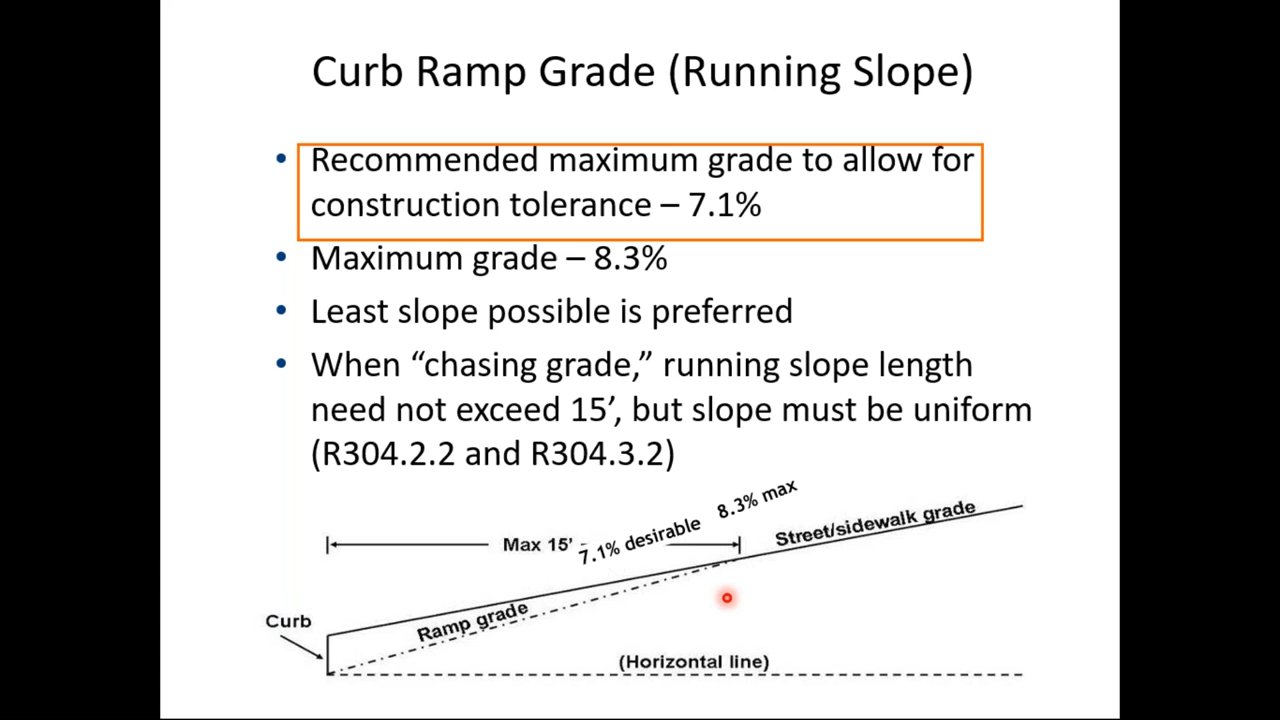 Curb Ramp Grade (Running Slope)
• Recommended maximum grade to allow for
construction tolerance – 7.1%
• Maximum grade – 8.3%
• Least slope possible is preferred
• When “chasing grade,” running slope length
need not exceed 15’, but slope must be uniform
(R304.2.2 and R304.3.2)
8.3% max
Max 15'
7.1% desirable
Street/sidewalk grade
Ramp grade
Curb
(Horizontal line)